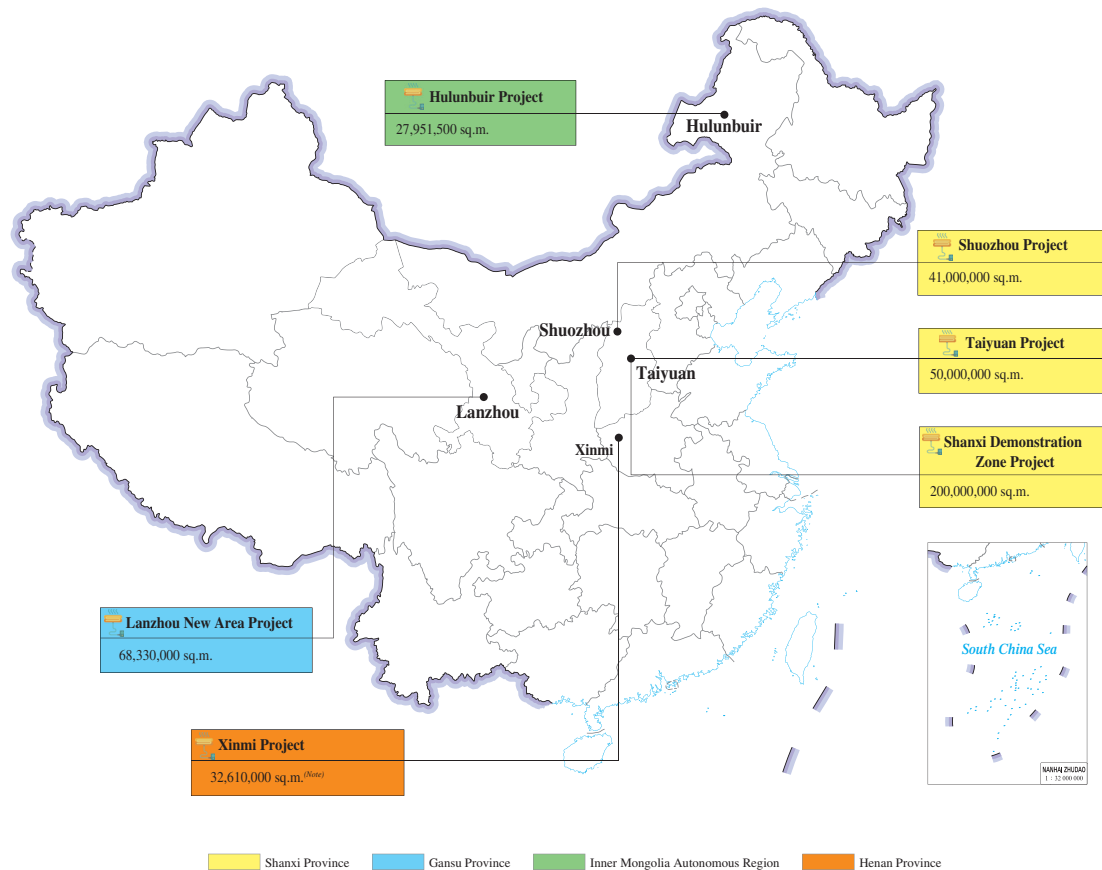 Hulunbuir Project
27,951,500 sq.m.
Hulunbuir
Shuozhou Project
41,000,000 sq.m.
Shuozhou
Taiyuan Project
50,000,000 sq.m.
Taiyuan
Lanzhou
Shanxi Demonstration
Zone Project
200,000,000 sq.m.
Xinmi
Lanzhou New Area Project
68,330,000 sq.m.
South China Sea
Xinmi Project
32,610,000 sq.m.(Note)
NANHAI ZHUDAO
1 : 32 000 000
Shanxi Province
Gansu Province
Inner Mongolia Autonomous Region
Henan Province